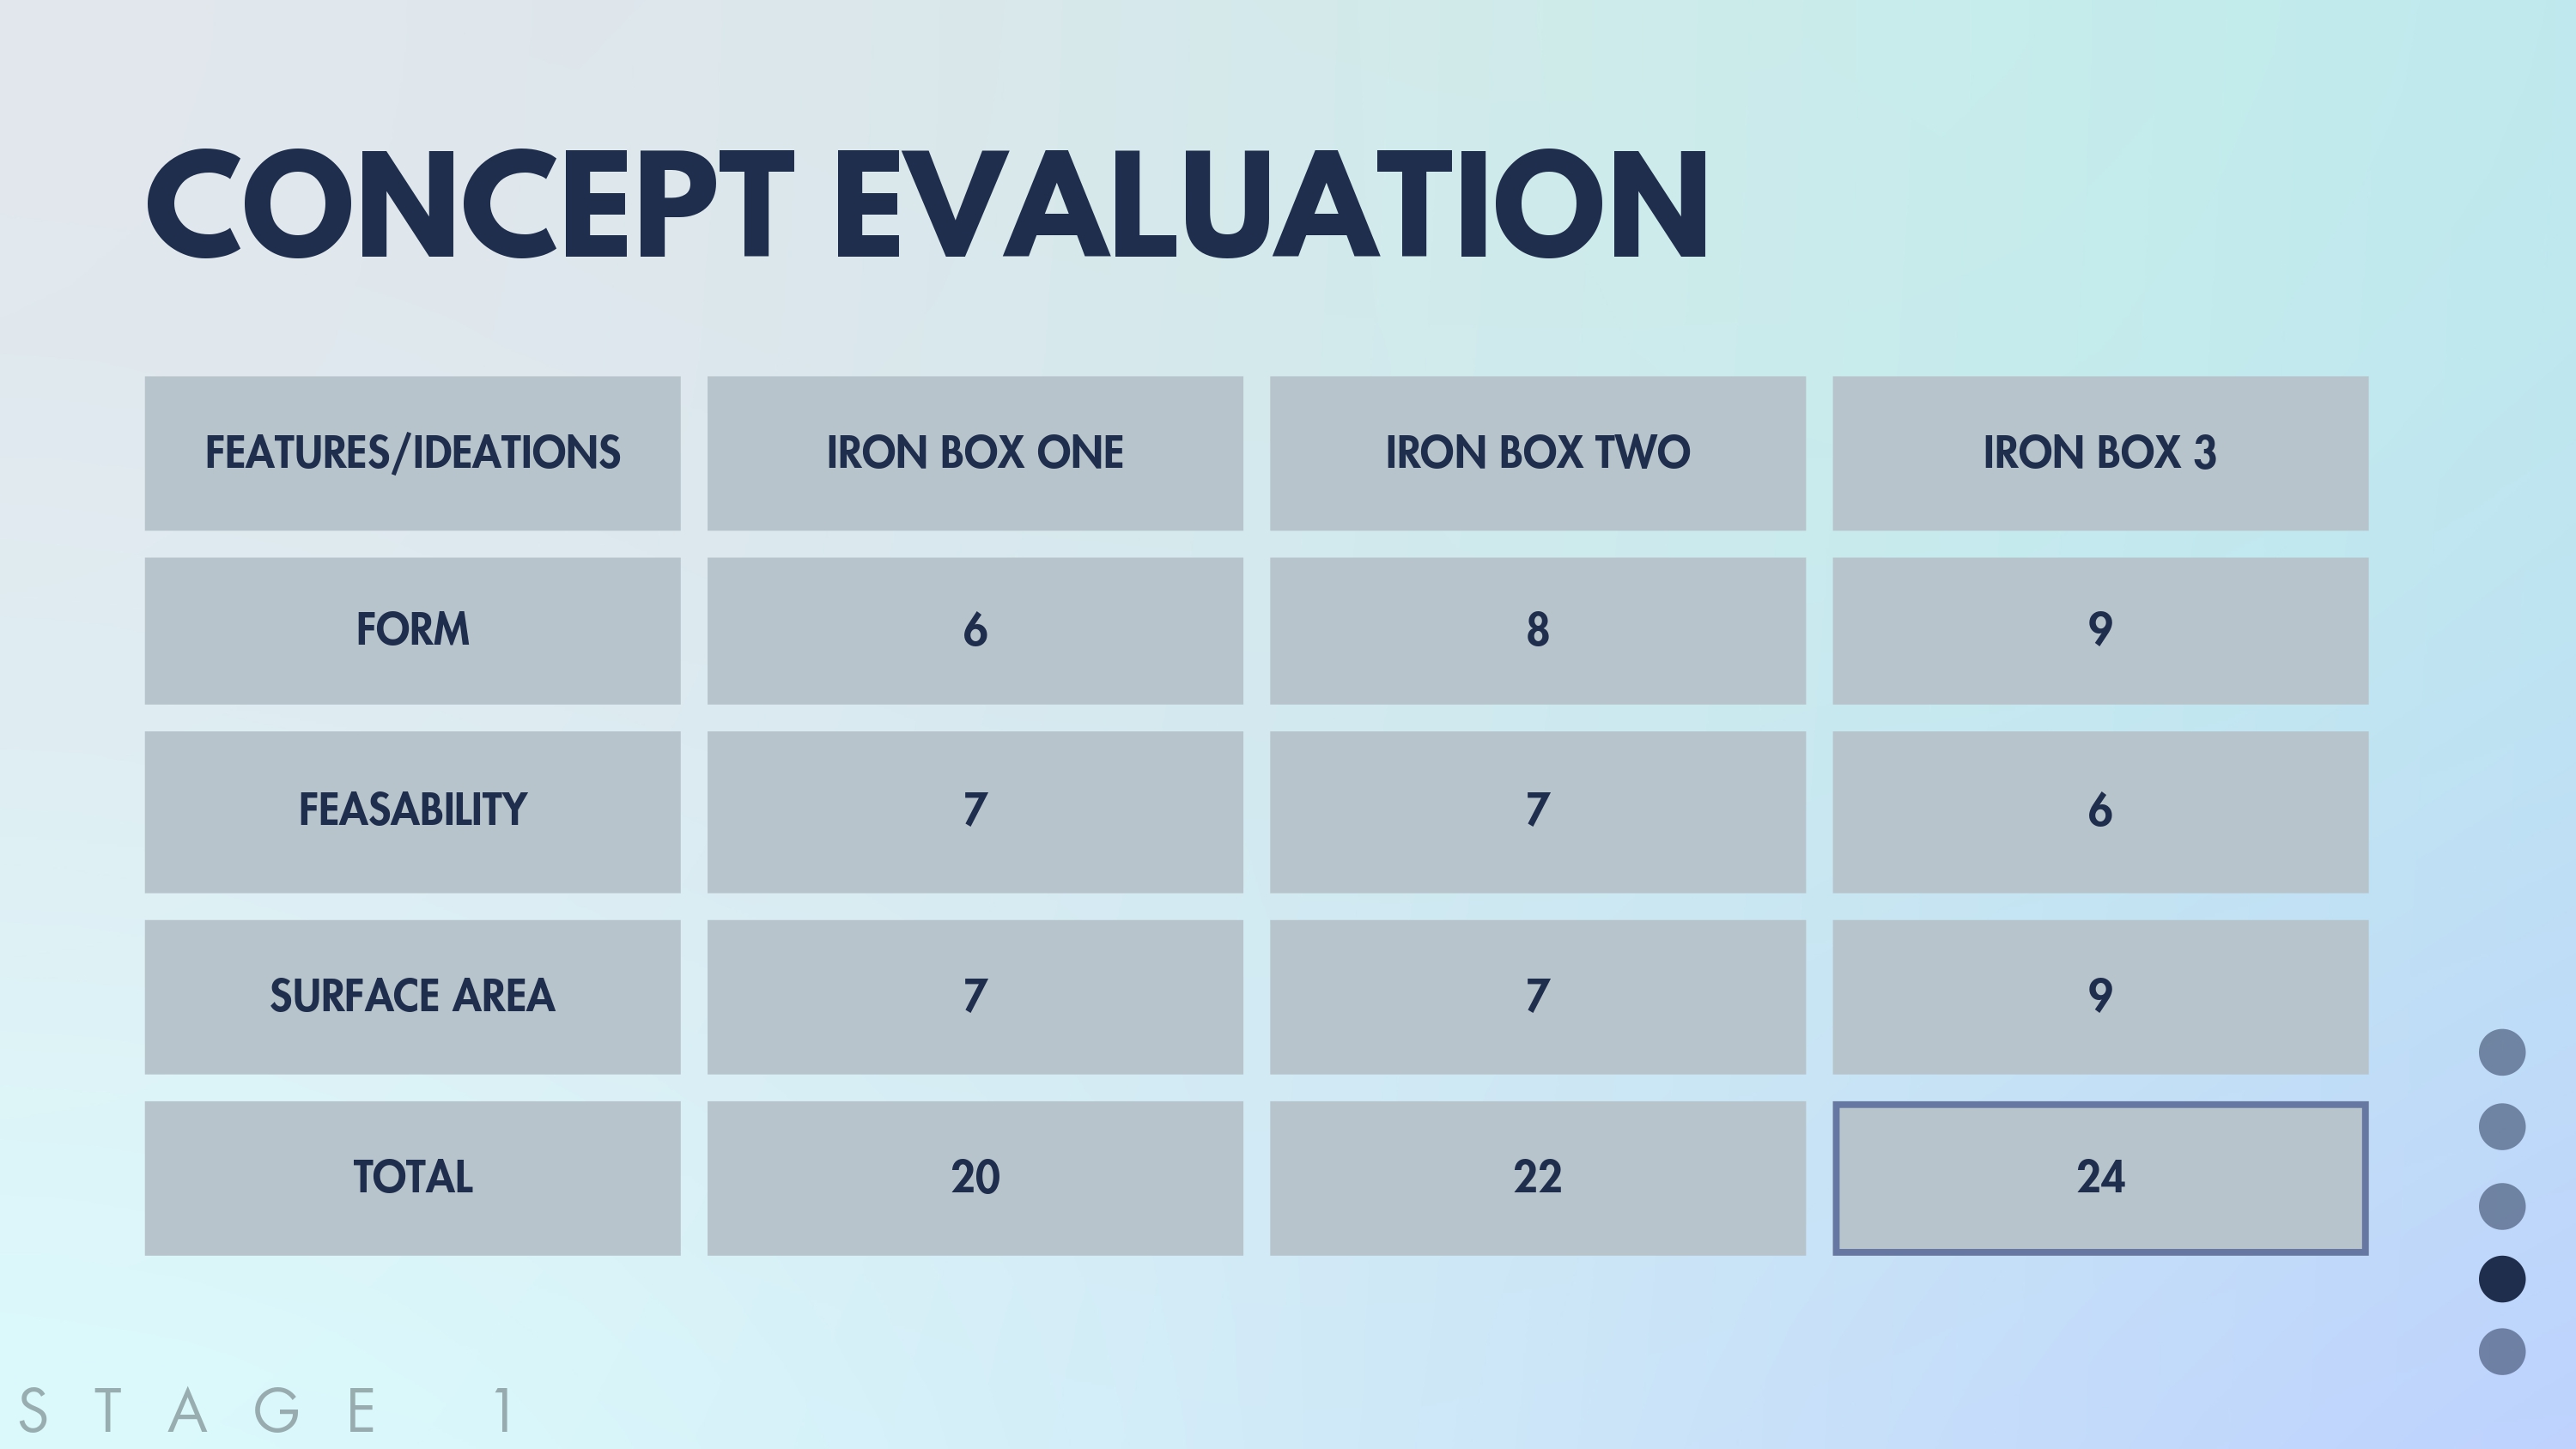 CONCEPT EVALUATION
FEATURES/IDEATIONS IRON BOX ONE IRON BOX TWO IRON BOX 3
FORM 6 8 9
FEASABILITY 7 7 6
SURFACE AREA 7 7 9
TOTAL 20 22 24
STAGE 1